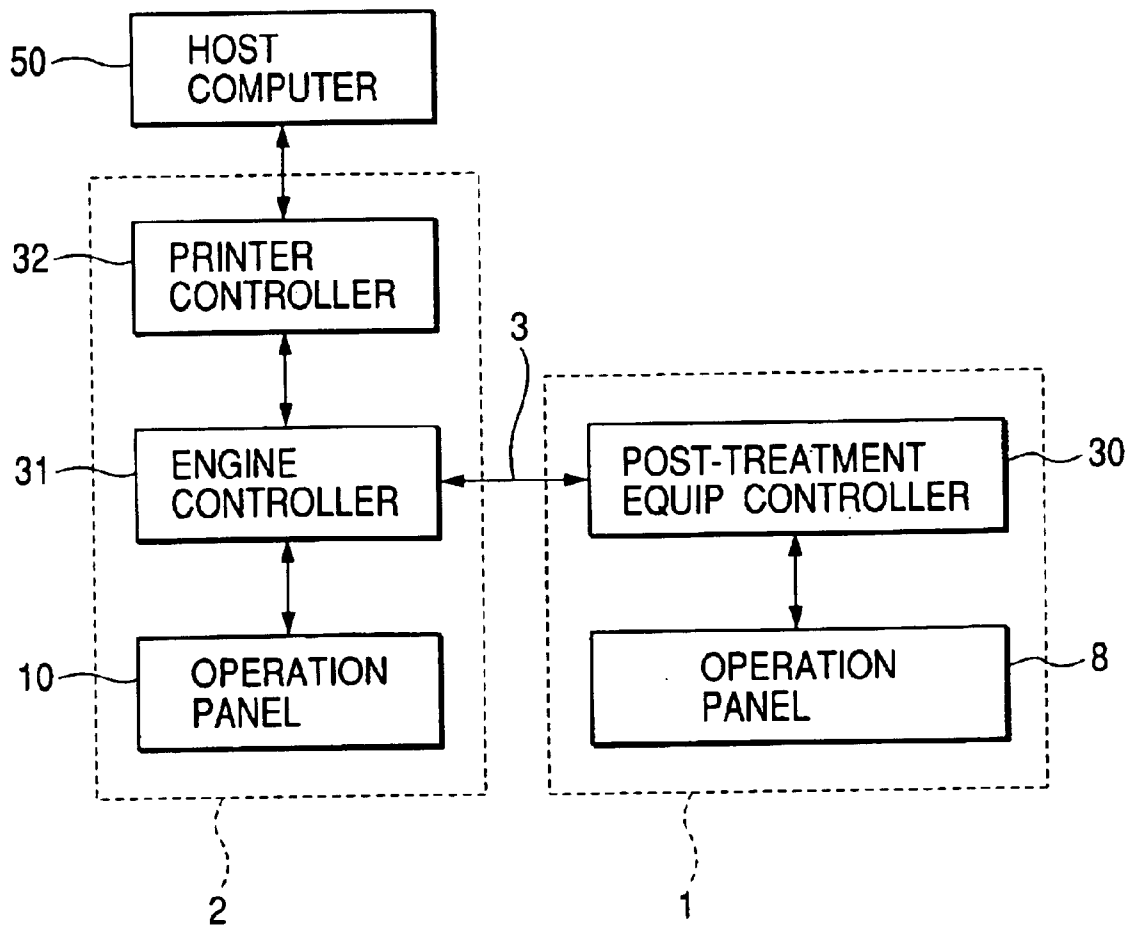 50
HOST
COMPUTER
32
PRINTER
CONTROLLER
3
31
ENGINE
CONTROLLER
POST-TREATMENT
EQUIP CONTROLLER
30
10
OPERATION
PANEL
OPERATION
PANEL
8
2
1